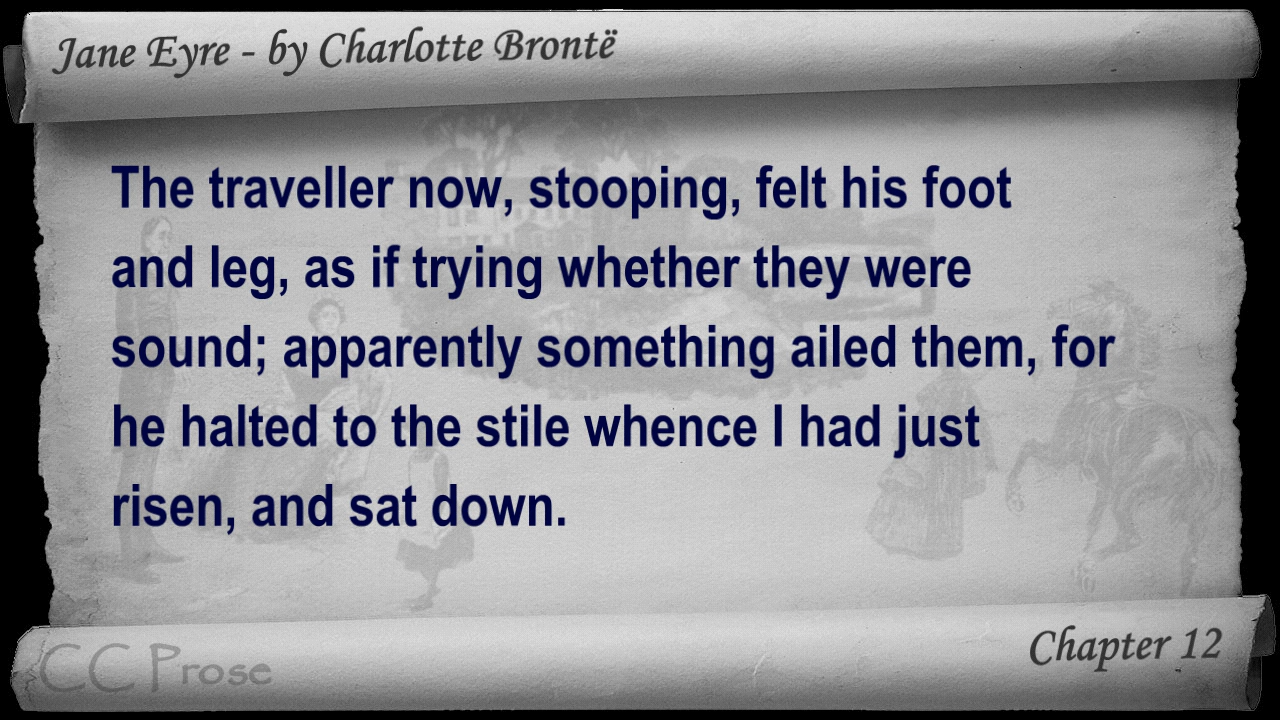 Jane Eyre - by Charlotte Brontë
The traveller now, stooping, felt his foot
and leg, as if trying whether they were
sound; apparently something ailed them, for
he halted to the stile whence I had just
risen, and sat down.
CC Prose
Chapter 12